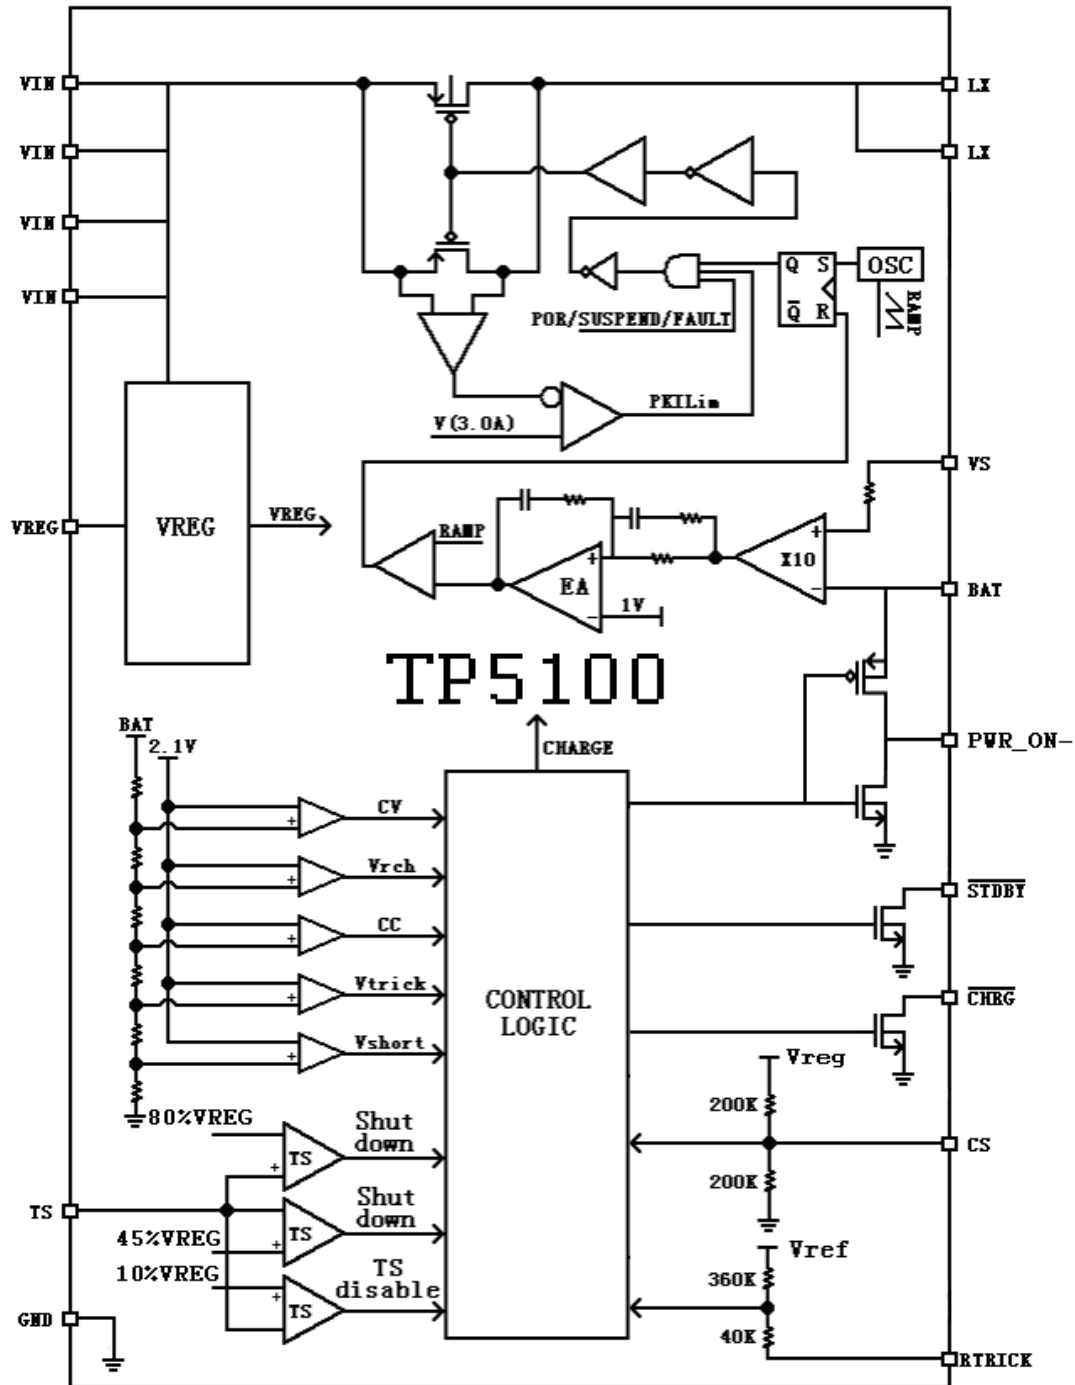 VIN
LX
VIN
LX
VIN
VIN
Q S
Q R
OSC
RAMP
POR/SUSPEND/FAULT
PKILim
V(3.0A)
VS
VREG
VREG
VREG
RAMP
+
EA
-
1V
+
X10
-
BAT
TP5100
PWR_ON-
BAT
2.1V
CHARGE
+
CV
+
Vrch
+
CC
+
Vtrick
+
Vshort
CONTROL
LOGIC
STDBY
CHRG
Vreg
200K
CS
200K
80%VREG
+
TS
Shut
down
TS
45%VREG
+
TS
Shut
down
10%VREG
+
TS
TS
disable
Vref
360K
40K
GND
RTRICK